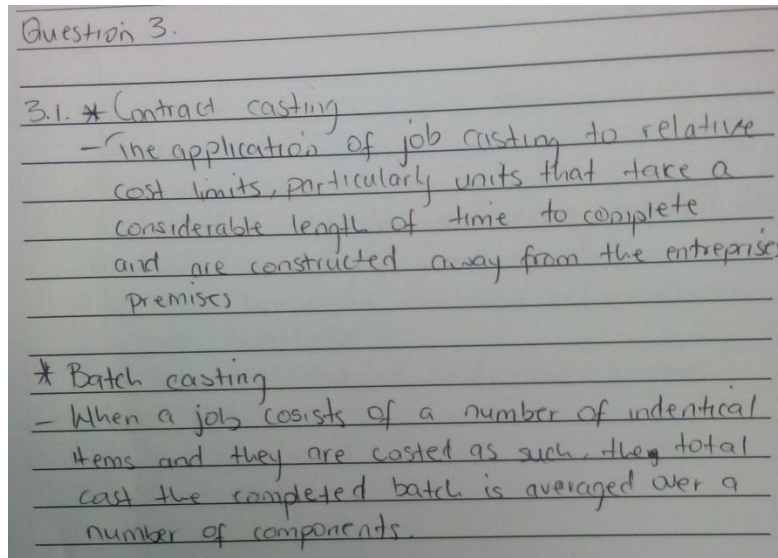 Question 3.
3.1. * Contract casting
- The application of job casting to relative
cost limits, particularly units that take a
considerable length of time to complete
and are constructed away from the entreprises
premises
* Batch casting
- When a job cosists of a number of indentical
items and they are costed as such, they total
cast the completed batch is averaged over a
number of components.